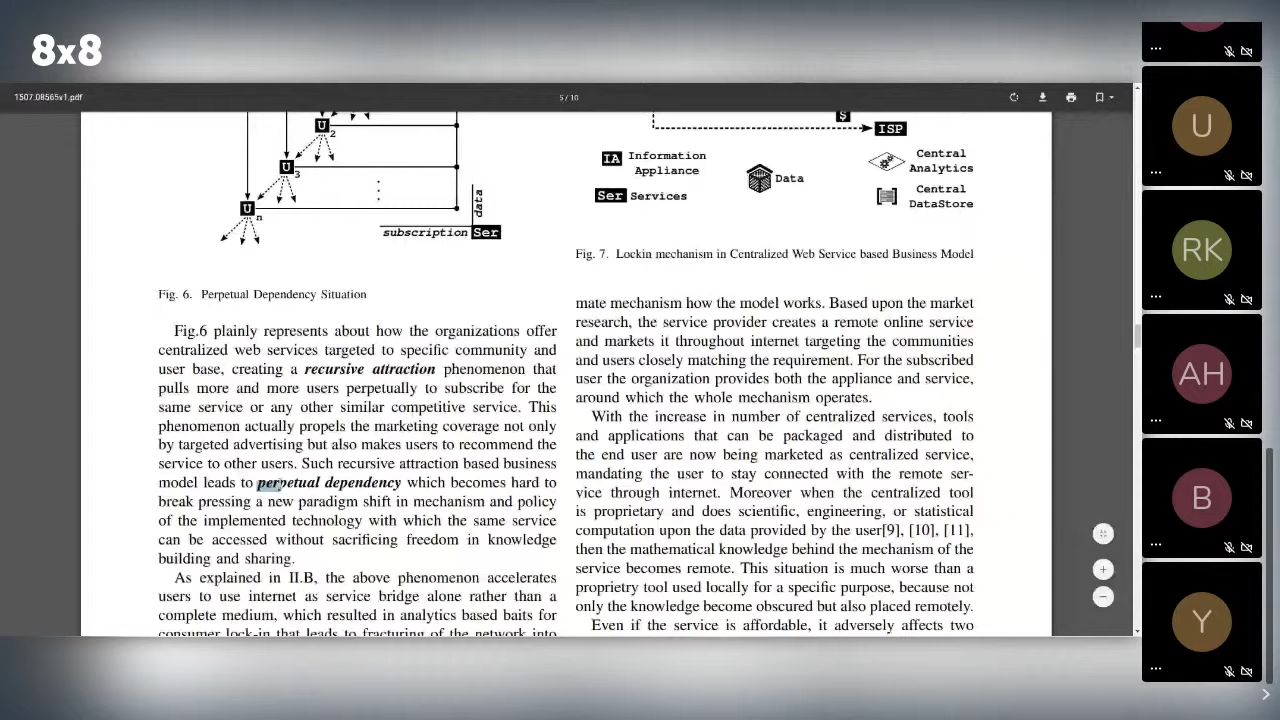 8x8
1507.08565v1.pdf
5 / 10
U 2
U 3
U n
data
subscription Ser
Fig. 6. Perpetual Dependency Situation
Fig.6 plainly represents about how the organizations offer
centralized web services targeted to specific community and
user base, creating a recursive attraction phenomenon that
pulls more and more users perpetually to subscribe for the
same service or any other similar competitive service. This
phenomenon actually propels the marketing coverage not only
by targeted advertising but also makes users to recommend the
service to other users. Such recursive attraction based business
model leads to perpetual dependency which becomes hard to
break pressing a new paradigm shift in mechanism and policy
of the implemented technology with which the same service
can be accessed without sacrificing freedom in knowledge
building and sharing.
As explained in II.B, the above phenomenon accelerates
users to use internet as service bridge alone rather than a
complete medium, which resulted in analytics based baits for
consumer lock-in that leads to fracturing of the network into
$
ISP
IA Information
Appliance
Ser Services
Data
Central
Analytics
Central
DataStore
Fig. 7. Lockin mechanism in Centralized Web Service based Business Model
mate mechanism how the model works. Based upon the market
research, the service provider creates a remote online service
and markets it throughout internet targeting the communities
and users closely matching the requirement. For the subscribed
user the organization provides both the appliance and service,
around which the whole mechanism operates.
With the increase in number of centralized services, tools
and applications that can be packaged and distributed to
the end user are now being marketed as centralized service,
mandating the user to stay connected with the remote ser-
vice through internet. Moreover when the centralized tool
is proprietary and does scientific, engineering, or statistical
computation upon the data provided by the user[9], [10], [11],
then the mathematical knowledge behind the mechanism of the
service becomes remote. This situation is much worse than a
proprietry tool used locally for a specific purpose, because not
only the knowledge become obscured but also placed remotely.
Even if the service is affordable, it adversely affects two
U
RK
AH
B
Y